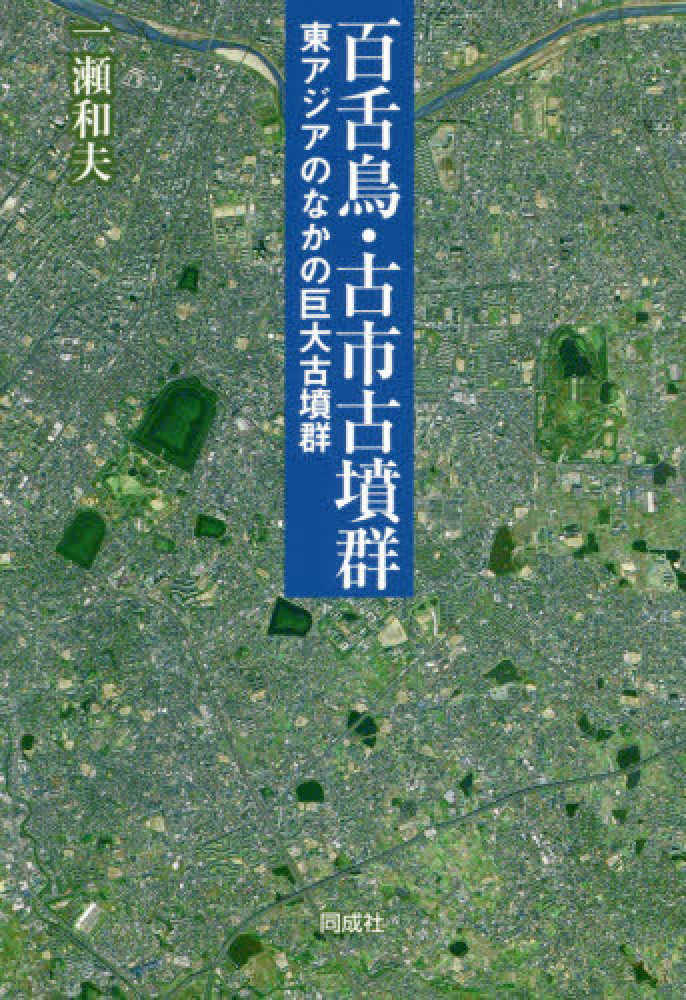 百舌鳥・古市古墳群
東アジアのなかの巨大古墳群
一瀬和夫
同成社